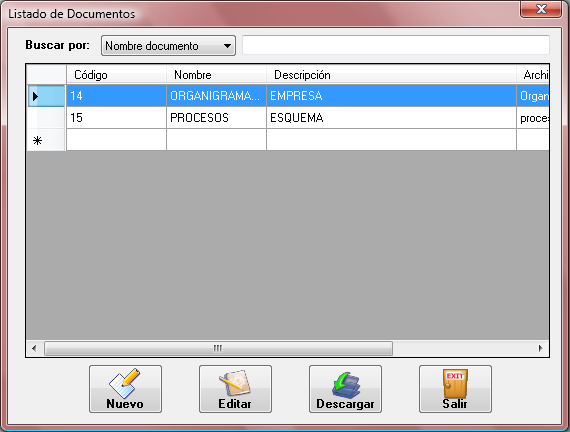 Listado de Documentos
Buscar por: Nombre documento
Código Nombre Descripción Archi
14 ORGANIGRAMA... EMPRESA Organ
15 PROCESOS ESQUEMA proces
Nuevo Editar Descargar EXIT Salir